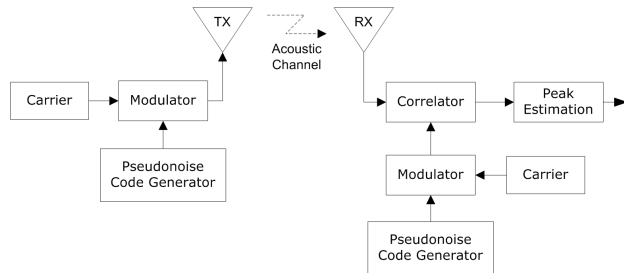 TX
RX
Acoustic
Channel
Carrier
Modulator
Correlator
Peak
Estimation
Pseudonoise
Code Generator
Modulator
Carrier
Pseudonoise
Code Generator